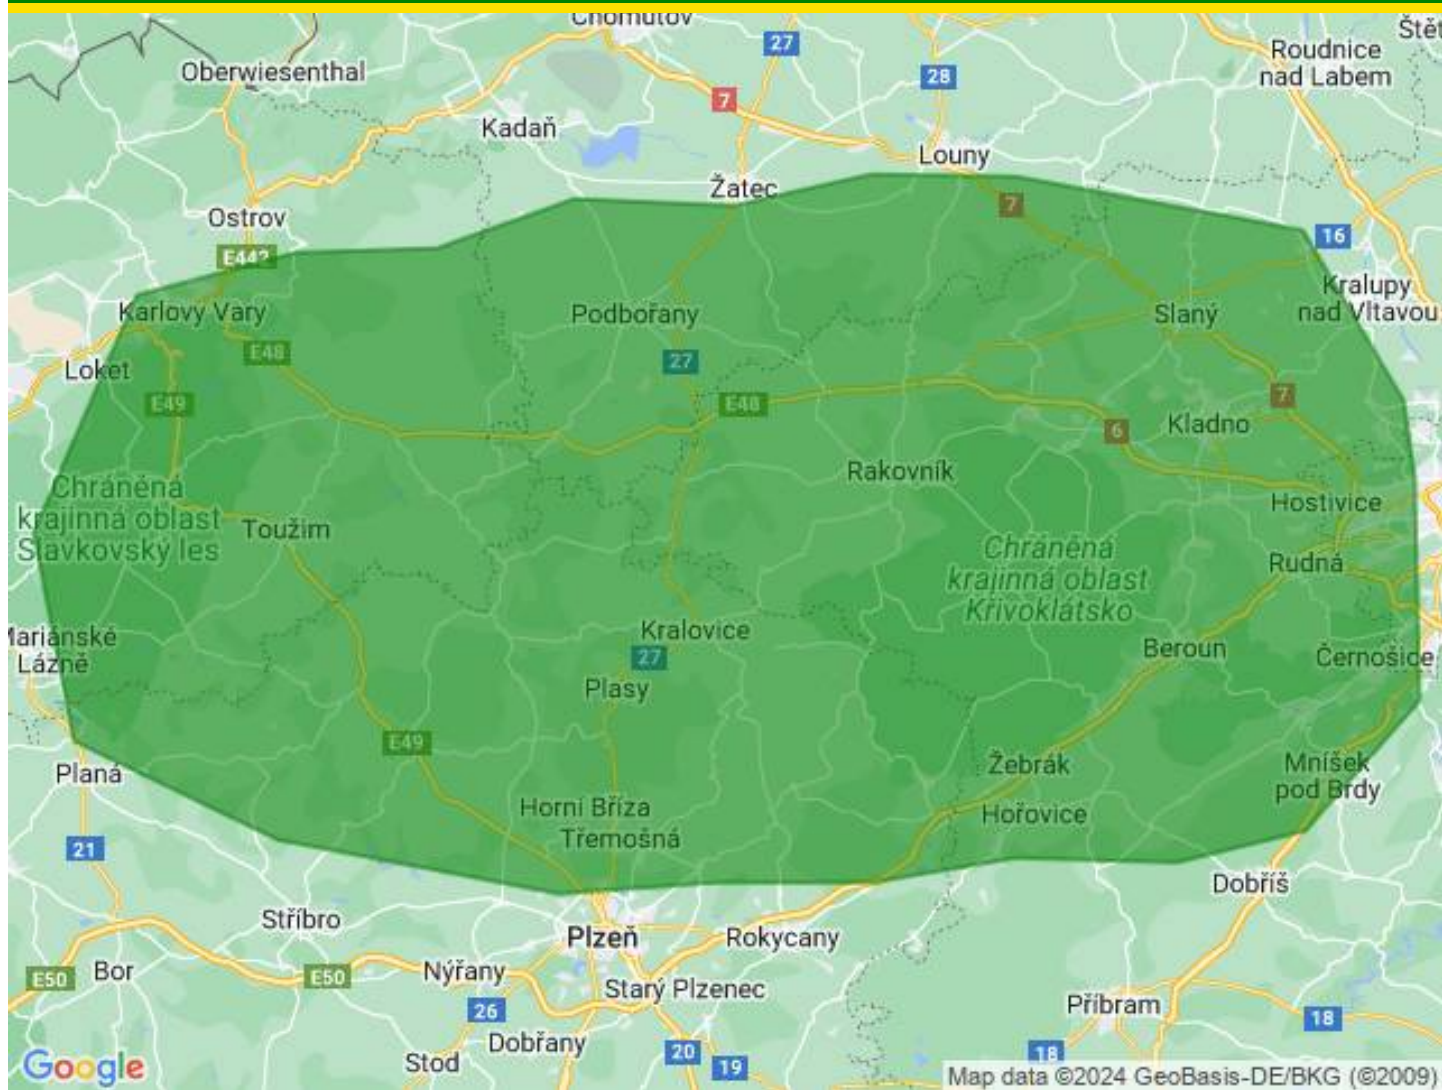 Chomutov
27
Štět
Roudnice
nad Labem
Oberwiesenthal
28
7
Kadaň
Louny
Žatec
Ostrov
7
16
E442
Karlovy Vary
Podbořany
Slaný
Kralupy
nad Vltavou
E48
27
Loket
E49
E48
7
6
Kladno
Rakovník
Chráněná
krajinná oblast
Slavkovský les
Hostivice
Toužim
Chráněná
krajinná oblast
Křivoklátsko
Rudná
Mariánské
Lázně
Kralovice
27
Beroun
Černošice
Plasy
E49
Planá
Žebrák
Mníšek
pod Brdy
Horní Bříza
Třemošná
Hořovice
21
Dobříš
Stříbro
Plzeň
Rokycany
E50
Bor
E50
Nýřany
Starý Plzenec
26
Příbram
18
Dobřany
20
19
18
Stod
Google
Map data ©2024 GeoBasis-DE/BKG (©2009)